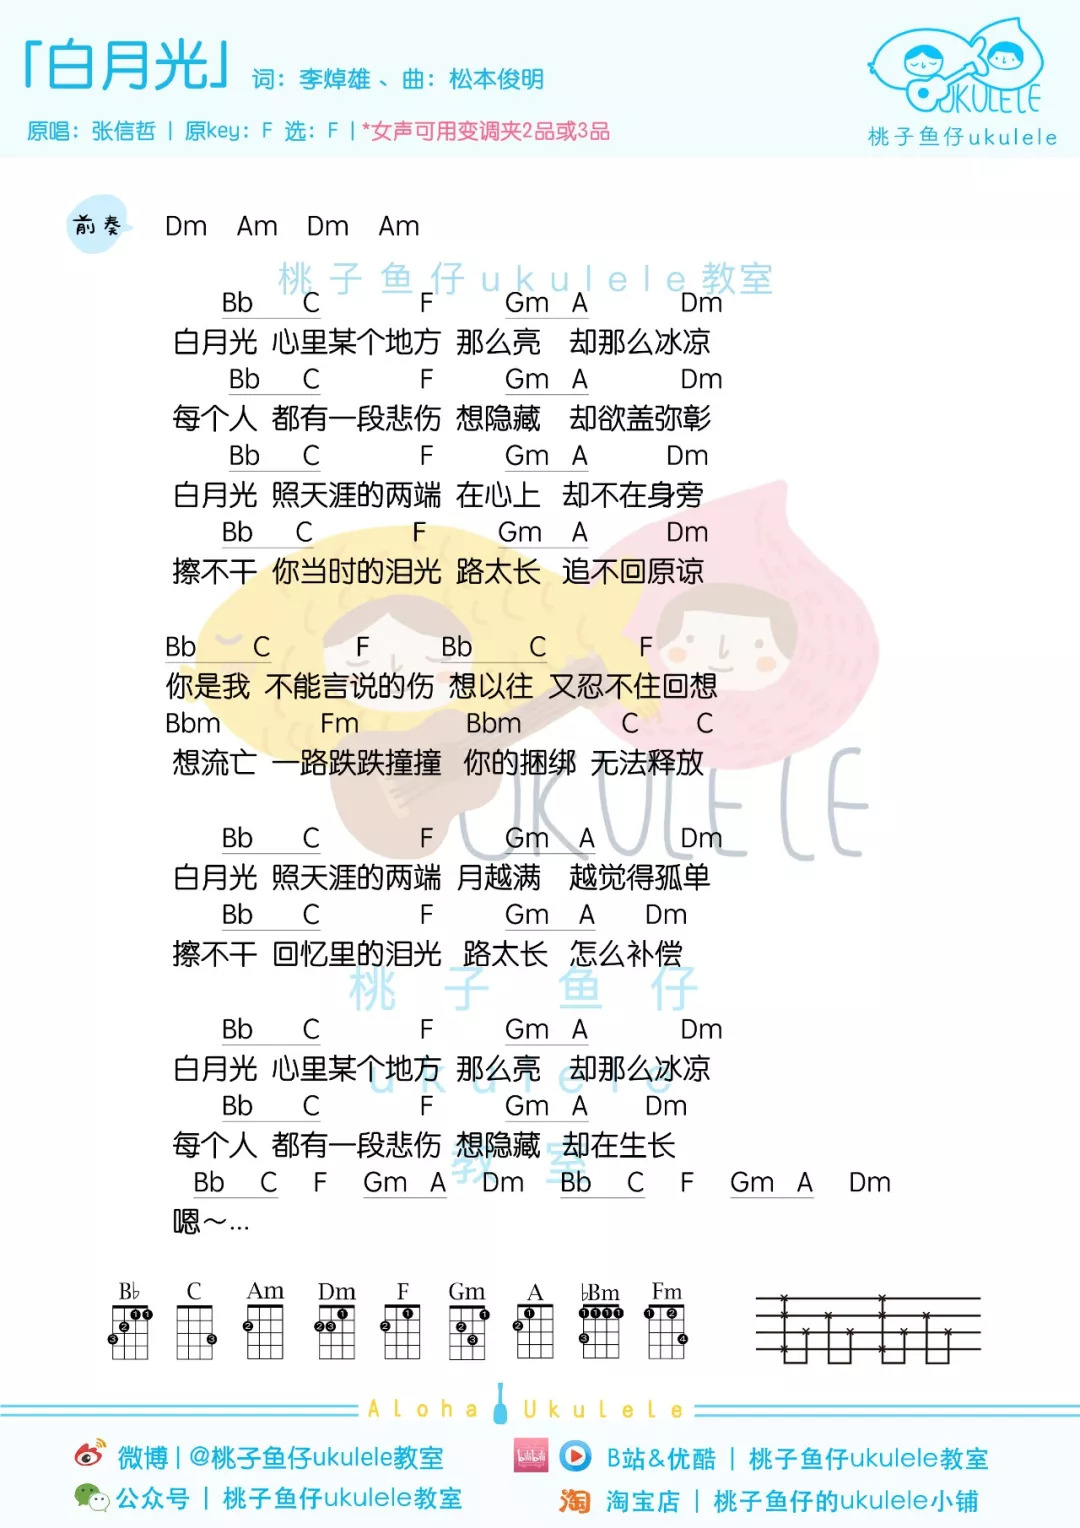 「白月光」 词：李焯雄、曲：松本俊明
原唱：张信哲 | 原key：F 选：F | *女声可用变调夹2品或3品
UKULELE
桃子鱼仔ukulele
前奏 Dm Am Dm Am
桃子鱼仔ukulele教室
Bb C F Gm A Dm
白月光 心里某个地方 那么亮 却那么冰凉
Bb C F Gm A Dm
每个人 都有一段悲伤 想隐藏 却欲盖弥彰
Bb C F Gm A Dm
白月光 照天涯的两端 在心上 却不在身旁
Bb C F Gm A Dm
擦不干 你当时的泪光 路太长 追不回原谅
Bb C F Bb C F
你是我 不能言说的伤 想以往 又忍不住回想
Bbm Fm Bbm C C
想流亡 一路跌跌撞撞 你的捆绑 无法释放
UKULELE
Bb C F Gm A Dm
白月光 照天涯的两端 月越满 越觉得孤单
Bb C F Gm A Dm
擦不干 回忆里的泪光 路太长 怎么补偿
桃子鱼仔
Bb C F Gm A Dm
白月光 心里某个地方 那么亮 却那么冰凉
ukulele
Bb C F Gm A Dm
每个人 都有一段悲伤 想隐藏 却在生长
教室
Bb C F Gm A Dm Bb C F Gm A Dm
嗯～...
B♭ C Am Dm F Gm A ♭Bm Fm
Aloha Ukulele
微博 | @桃子鱼仔ukulele教室
bilibili B站&优酷 | 桃子鱼仔ukulele教室
公众号 | 桃子鱼仔ukulele教室
淘 淘宝店 | 桃子鱼仔的ukulele小铺